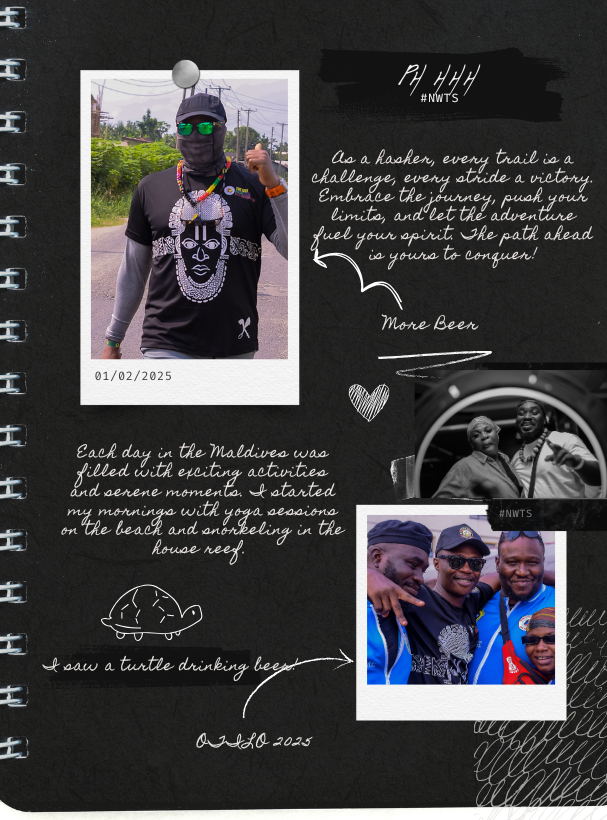 PH HHH
#NWTS
As a hasher, every trail is a
challenge, every stride a victory.
Embrace the journey, push your
limits, and let the adventure
fuel your spirit. The path ahead
is yours to conquer!
More Beer
01/02/2025
Each day in the Maldives was
filled with exciting activities
and serene moments. I started
my mornings with yoga sessions
on the beach and snorkeling in the
house reef.
#NWTS
I saw a turtle drinking beer!
OTILO 2025